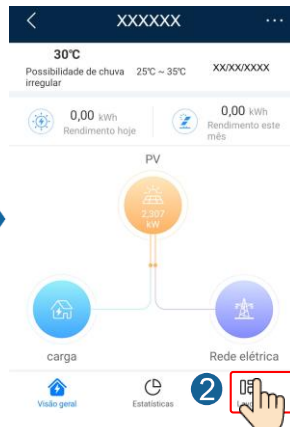 XXXXXX
30℃
Possibilidade de chuva irregular
25℃ ~ 35℃
XX/XX/XXXX
0,00 kWh
Rendimento hoje
0,00 kWh
Rendimento este
mês
PV
2,307
kW
carga
Rede elétrica
2
Visão geral
Estatísticas